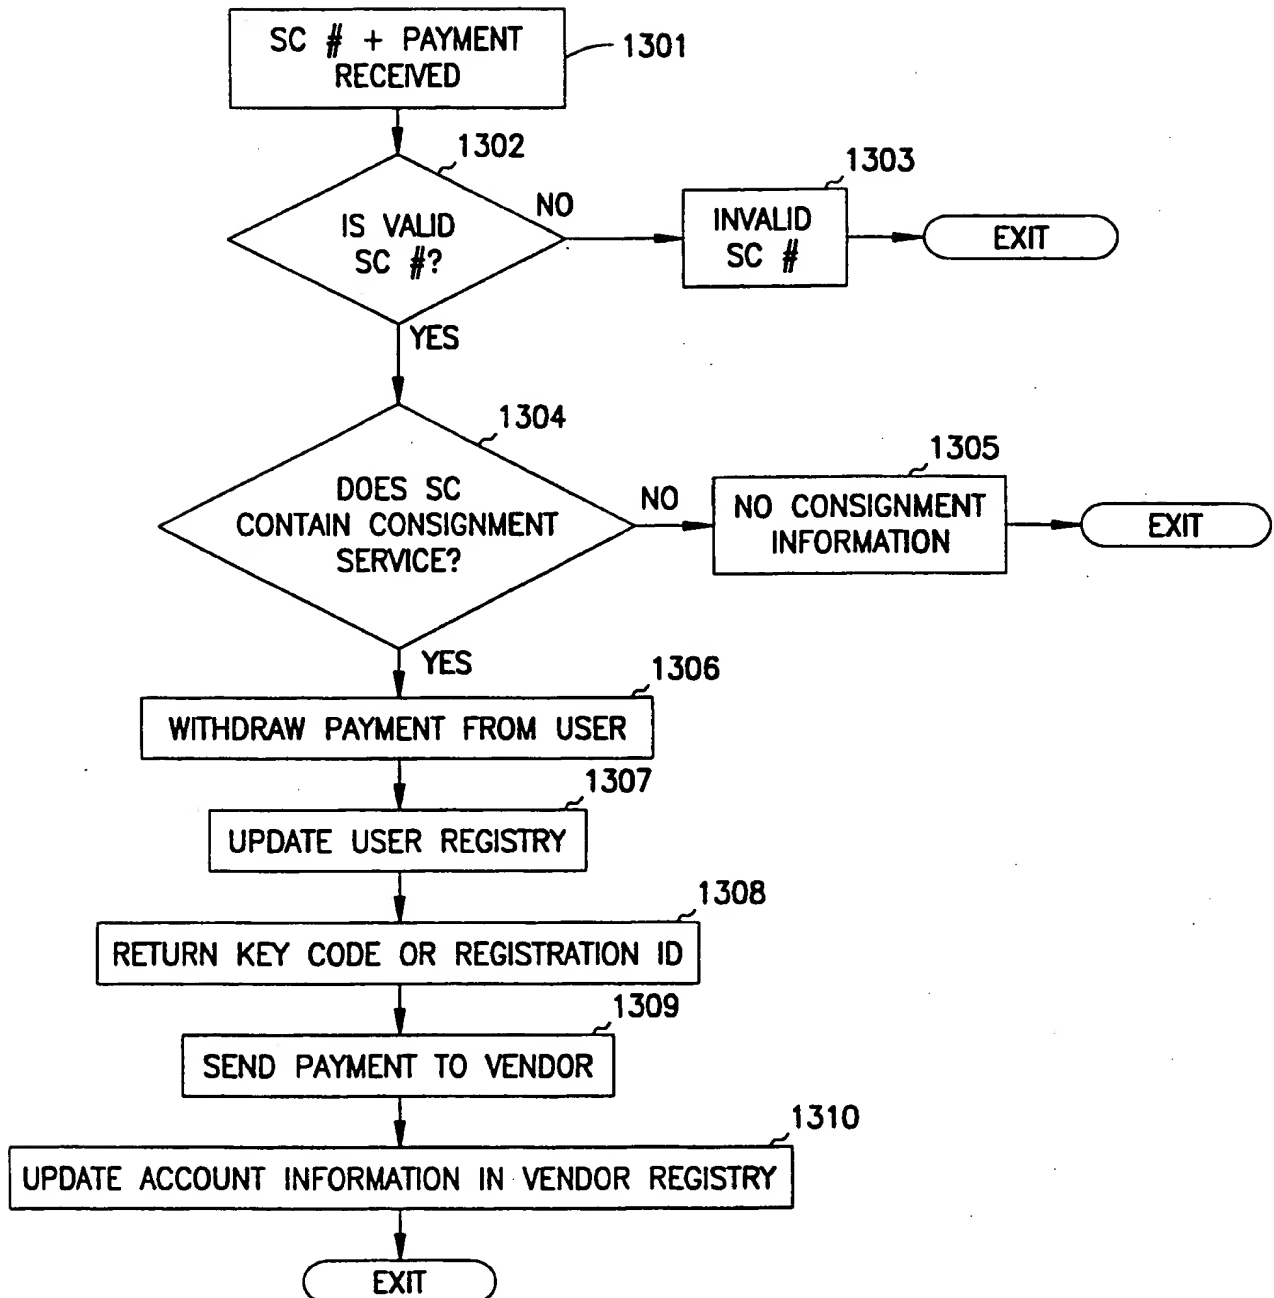 SC # + PAYMENT
RECEIVED
1301
1302
IS VALID
SC #?
NO
1303
INVALID
SC #
EXIT
YES
1304
DOES SC
CONTAIN CONSIGNMENT
SERVICE?
NO
1305
NO CONSIGNMENT
INFORMATION
EXIT
YES
1306
WITHDRAW PAYMENT FROM USER
1307
UPDATE USER REGISTRY
1308
RETURN KEY CODE OR REGISTRATION ID
1309
SEND PAYMENT TO VENDOR
1310
UPDATE ACCOUNT INFORMATION IN VENDOR REGISTRY
EXIT